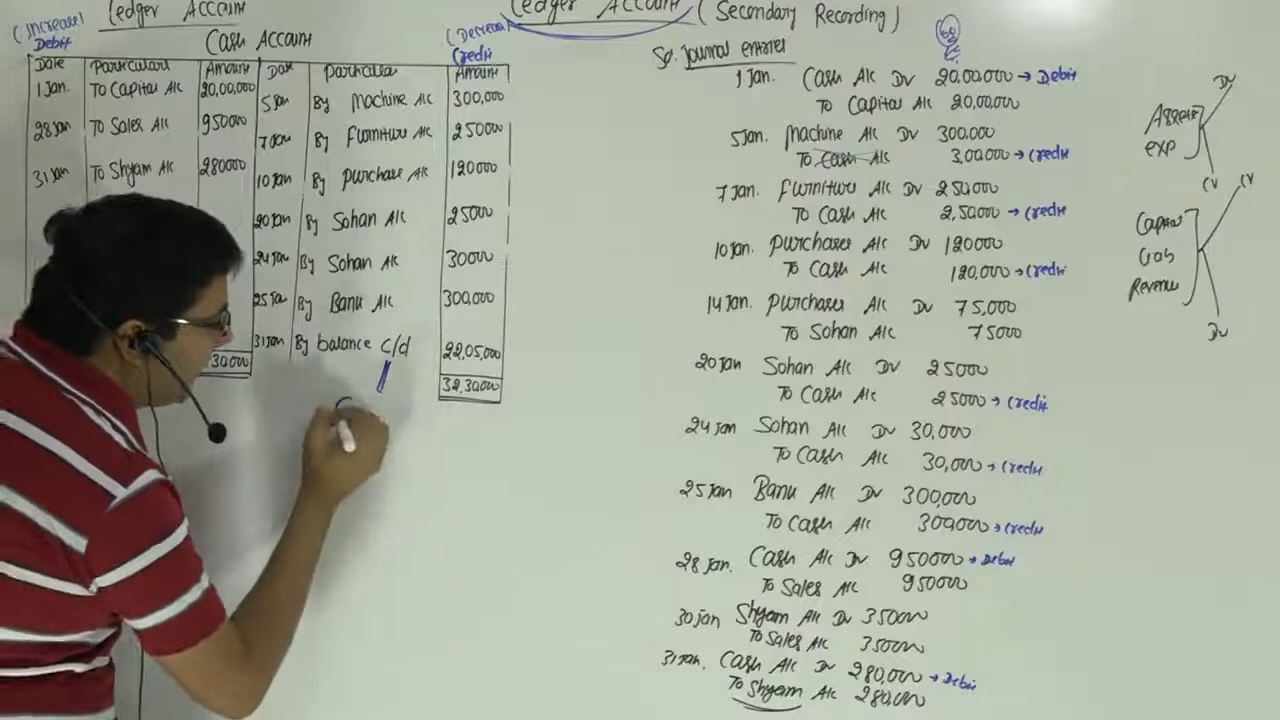 Ledger Account
Ledger Account (Secondary Recording)
(Increase)
Debit
Cash Account
(Decrease)
Credit
Date Particulars Amount Date Particular Amount
1 Jan. To Capital A/c 20,00,000 5 Jan By Machine A/c 300,000
28 Jan To Sales A/c 950000 7 Jan By Furniture A/c 250000
31 Jan To Shyam A/c 280000 10 Jan By Purchase A/c 120000
20 Jan By Sohan A/c 25000
24 Jan By Sohan A/c 30000
25 Jan By Bank A/c 300,000
31 Jan By balance c/d 22,05,000
30000 32,30,000
Journal entries
1 Jan. Cash A/c Dr 20,00,000 → Debit
To Capital A/c 20,00,000
5 Jan. Machine A/c Dr 300,000
To Cash A/c 3,00,000 → Credit
7 Jan. Furniture A/c Dr 250,000
To Cash A/c 2,50,000 → Credit
10 Jan. Purchases A/c Dr 120000
To Cash A/c 120,000 → Credit
14 Jan. Purchases A/c Dr 75,000
To Sohan A/c 75000
20 Jan Sohan A/c Dr 25000
To Cash A/c 25000 → Credit
24 Jan Sohan A/c Dr 30,000
To Cash A/c 30,000 → Credit
25 Jan Bank A/c Dr 300,000
To Cash A/c 300,000 → Credit
28 Jan. Cash A/c Dr 950000 → Debit
To Sales A/c 950000
30 Jan Shyam A/c Dr 35000
To Sales A/c 35000
31 Jan. Cash A/c Dr 280,000 → Debit
To Shyam A/c 280,000
Dr
Assets
exp
Cr
Cr
Capital
Revenue
Dr